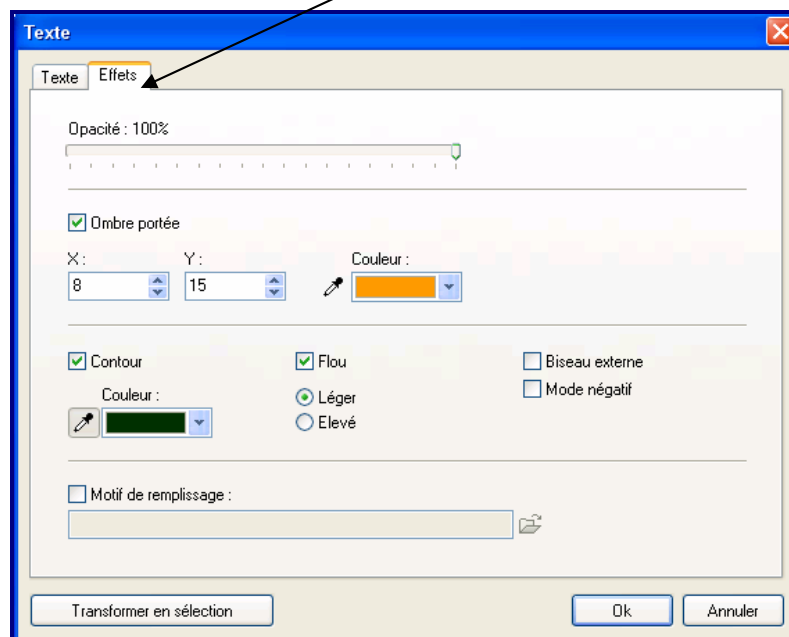 Texte
Texte Effets
Opacité : 100%
Ombre portée
X : Y : Couleur :
8 15
Contour Flou Biseau externe
Couleur : Léger Mode négatif
Elevé
Motif de remplissage :
Transformer en sélection Ok Annuler